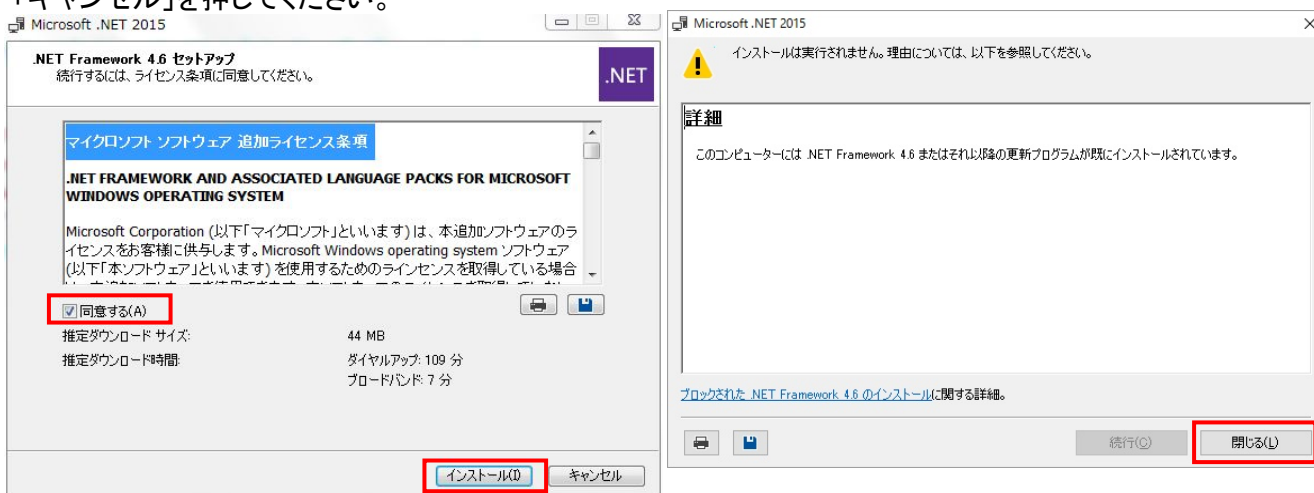 「キャンセル」を押してください。
Microsoft .NET 2015
.NET Framework 4.6 セットアップ
続行するには、ライセンス条項に同意してください。
.NET
マイクロソフト ソフトウェア 追加ライセンス条項
.NET FRAMEWORK AND ASSOCIATED LANGUAGE PACKS FOR MICROSOFT
WINDOWS OPERATING SYSTEM
Microsoft Corporation (以下「マイクロソフト」といいます) は、本追加ソフトウェアのラ
イセンスをお客様に供与します。Microsoft Windows operating system ソフトウェア
(以下「本ソフトウェア」といいます) を使用するためのラインセンスを取得している場合
同意する(A)
推定ダウンロード サイズ: 44 MB
推定ダウンロード時間: ダイヤルアップ: 109 分
ブロードバンド: 7 分
インストール(I) キャンセル
Microsoft .NET 2015
インストールは実行されません。理由については、以下を参照してください。
詳細
このコンピューターには .NET Framework 4.6 またはそれ以降の更新プログラムが既にインストールされています。
ブロックされた .NET Framework 4.6 のインストールに関する詳細。
続行(C) 閉じる(L)